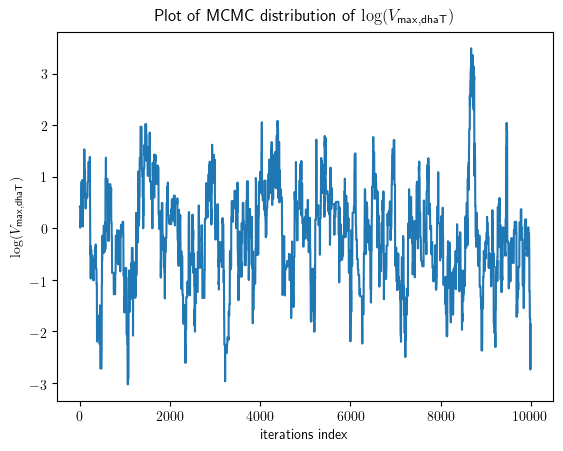 Plot of MCMC distribution of log(V_max,dhaT)
log(V_max,dhaT)
3
2
1
0
−1
−2
−3
0 2000 4000 6000 8000 10000
iterations index